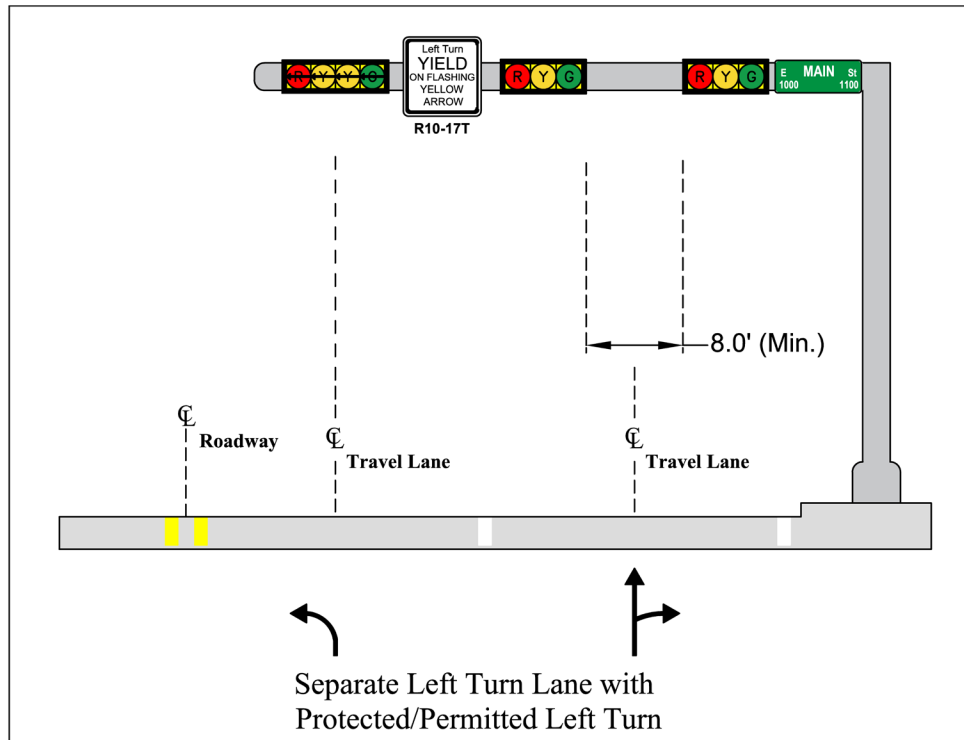 R Y Y G
Left Turn
YIELD
ON FLASHING
YELLOW
ARROW
R10-17T
R Y G
R Y G
E MAIN St
1000 1100
8.0' (Min.)
℄
Roadway
℄
Travel Lane
℄
Travel Lane
Separate Left Turn Lane with
Protected/Permitted Left Turn